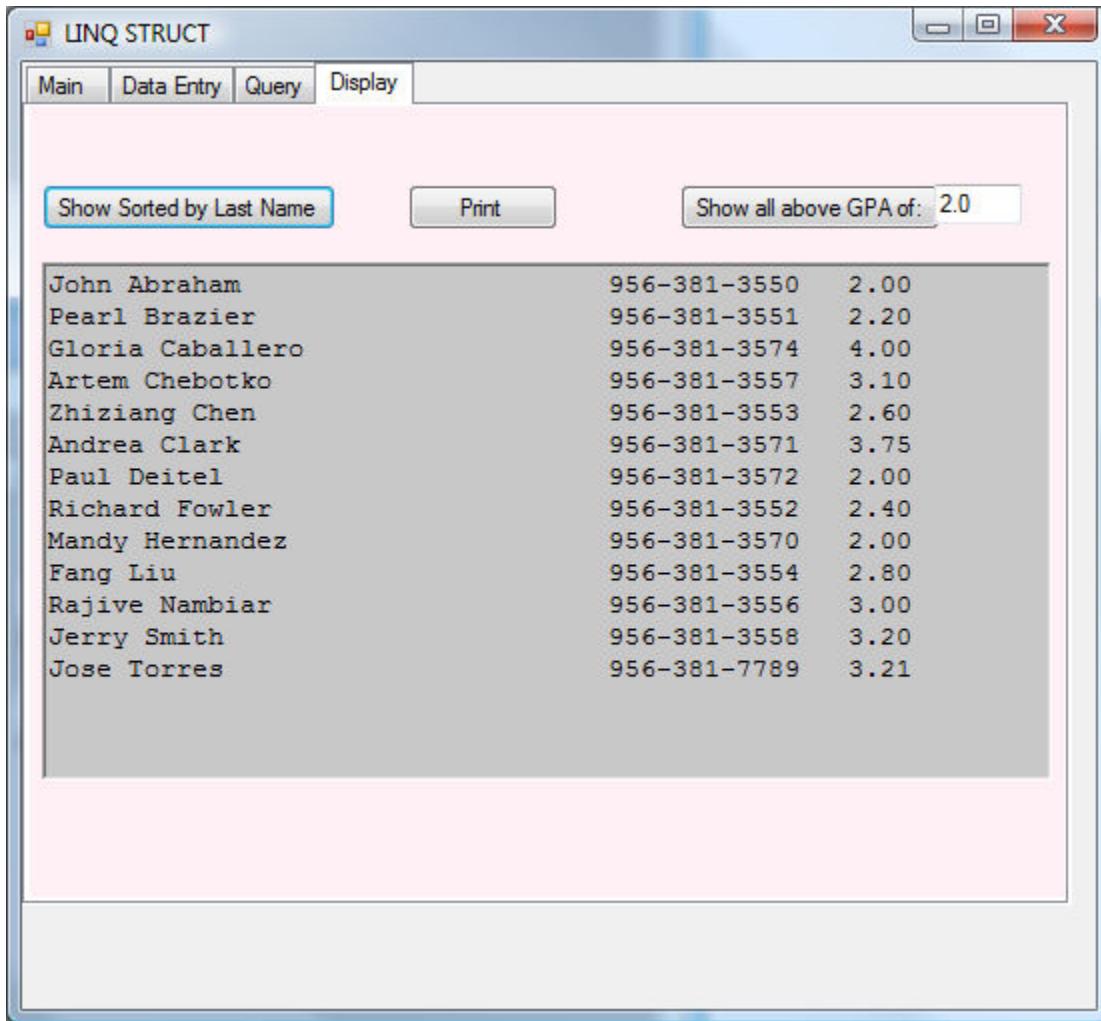 LINQ STRUCT
Main Data Entry Query Display
Show Sorted by Last Name Print Show all above GPA of: 2.0
John Abraham 956-381-3550 2.00
Pearl Brazier 956-381-3551 2.20
Gloria Caballero 956-381-3574 4.00
Artem Chebotko 956-381-3557 3.10
Zhiziang Chen 956-381-3553 2.60
Andrea Clark 956-381-3571 3.75
Paul Deitel 956-381-3572 2.00
Richard Fowler 956-381-3552 2.40
Mandy Hernandez 956-381-3570 2.00
Fang Liu 956-381-3554 2.80
Rajive Nambiar 956-381-3556 3.00
Jerry Smith 956-381-3558 3.20
Jose Torres 956-381-7789 3.21